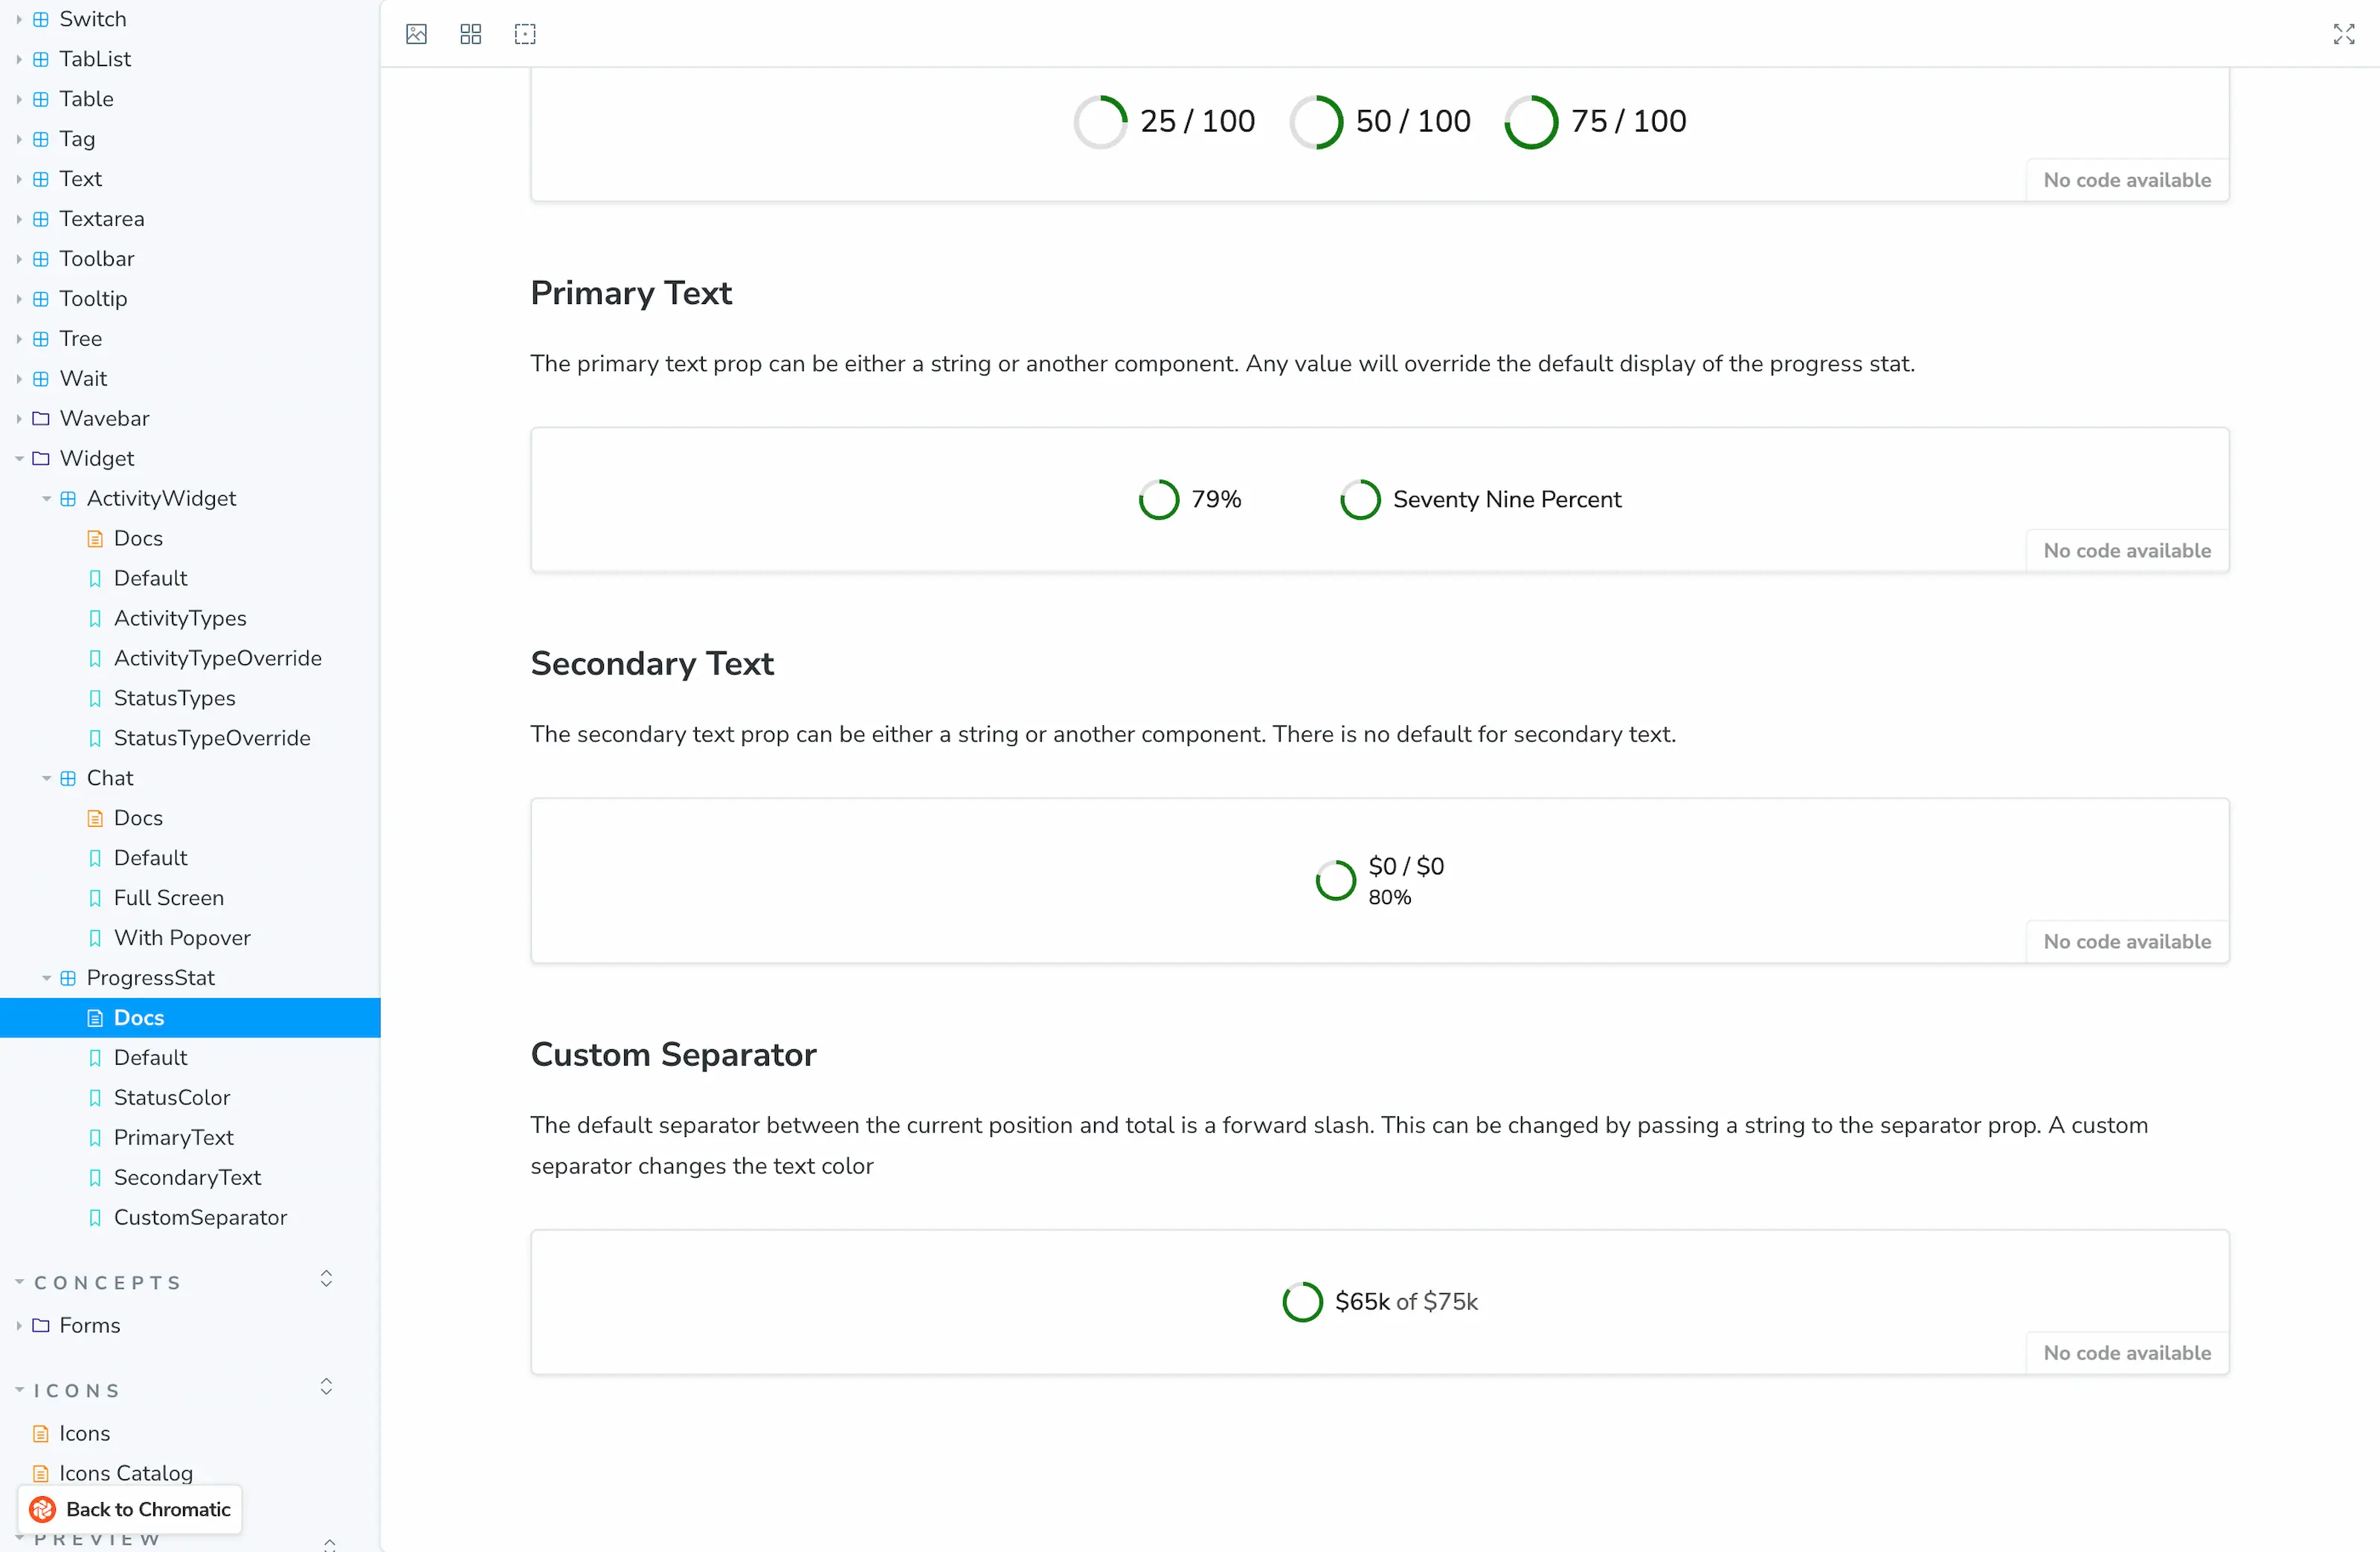 Switch
TabList
Table
Tag
Text
Textarea
Toolbar
Tooltip
Tree
Wait
Wavebar
Widget
ActivityWidget
Docs
Default
ActivityTypes
ActivityTypeOverride
StatusTypes
StatusTypeOverride
Chat
Docs
Default
Full Screen
With Popover
ProgressStat
Docs
Default
StatusColor
PrimaryText
SecondaryText
CustomSeparator
CONCEPTS
Forms
ICONS
Icons
Icons Catalog
Back to Chromatic
PREVIEW
25 / 100
50 / 100
75 / 100
No code available
Primary Text
The primary text prop can be either a string or another component. Any value will override the default display of the progress stat.
79%
Seventy Nine Percent
No code available
Secondary Text
The secondary text prop can be either a string or another component. There is no default for secondary text.
$0 / $0
80%
No code available
Custom Separator
The default separator between the current position and total is a forward slash. This can be changed by passing a string to the separator prop. A custom
separator changes the text color
$65k of $75k
No code available